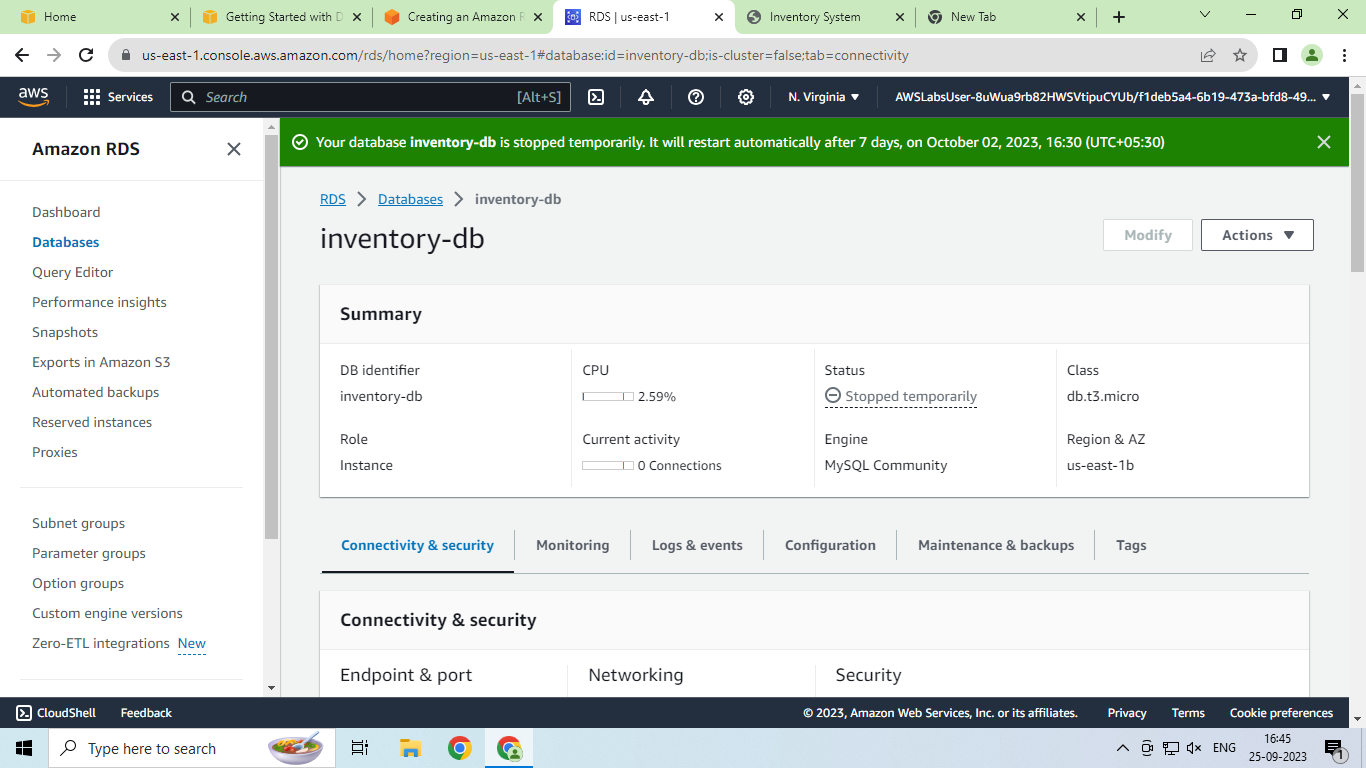 Home
Getting Started with D
Creating an Amazon R
RDS | us-east-1
Inventory System
New Tab
us-east-1.console.aws.amazon.com/rds/home?region=us-east-1#database:id=inventory-db;is-cluster=false;tab=connectivity
aws
Services
Search
[Alt+S]
N. Virginia
AWSLabsUser-8uWua9rb82HWSVtipuCYUb/f1deb5a4-6b19-473a-bfd8-49...
Amazon RDS
Dashboard
Databases
Query Editor
Performance insights
Snapshots
Exports in Amazon S3
Automated backups
Reserved instances
Proxies
Subnet groups
Parameter groups
Option groups
Custom engine versions
Zero-ETL integrations New
Your database inventory-db is stopped temporarily. It will restart automatically after 7 days, on October 02, 2023, 16:30 (UTC+05:30)
RDS > Databases > inventory-db
inventory-db
Modify
Actions
Summary
DB identifier
inventory-db
CPU
2.59%
Status
Stopped temporarily
Class
db.t3.micro
Role
Instance
Current activity
0 Connections
Engine
MySQL Community
Region & AZ
us-east-1b
Connectivity & security
Monitoring
Logs & events
Configuration
Maintenance & backups
Tags
Connectivity & security
Endpoint & port
Networking
Security
CloudShell
Feedback
© 2023, Amazon Web Services, Inc. or its affiliates.
Privacy
Terms
Cookie preferences
Type here to search
ENG
16:45
25-09-2023
1